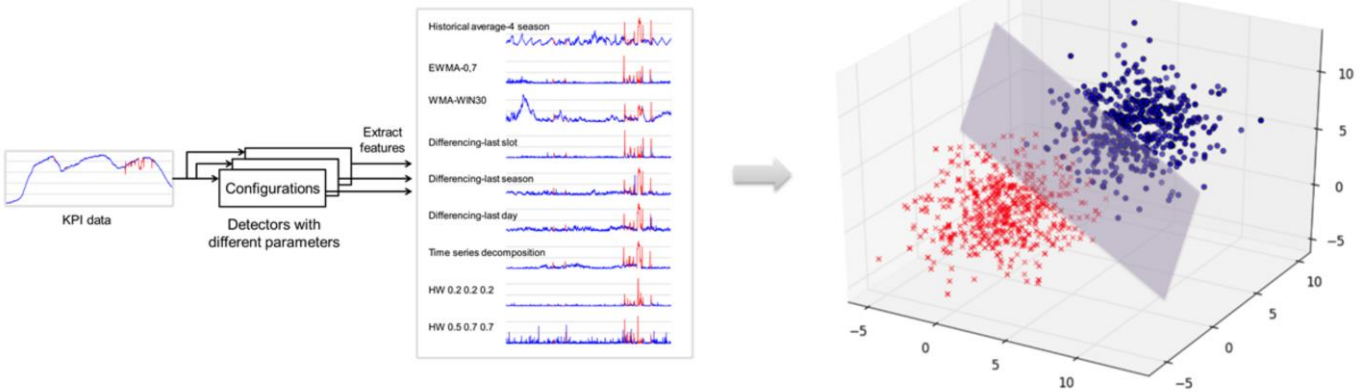 KPI data
Configurations
Detectors with
different parameters
Extract
features
Historical average-4 season
EWMA-0,7
WMA-WIN30
Differencing-last slot
Differencing-last season
Differencing-last day
Time series decomposition
HW 0.2 0.2 0.2
HW 0.5 0.7 0.7
10
5
0
−5
10
5
0
−5
−5
0
5
10